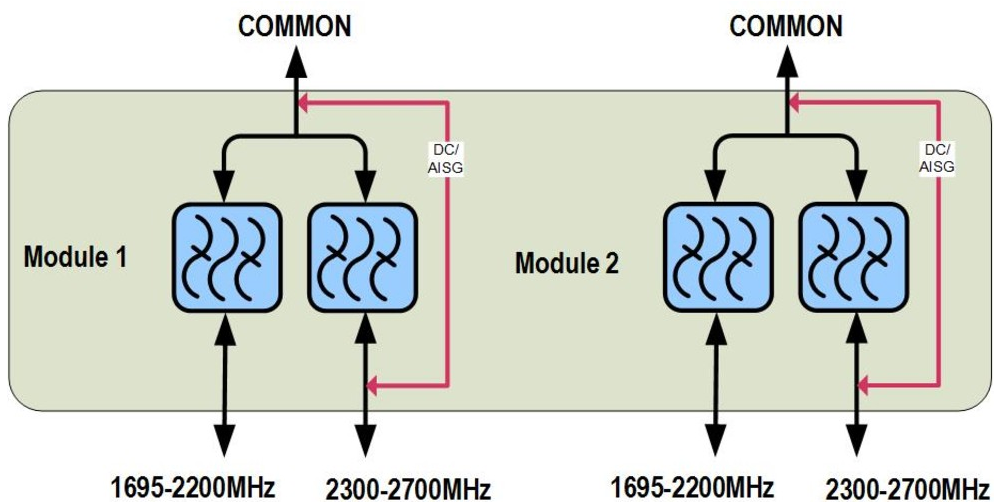 COMMON
COMMON
DC/
AISG
DC/
AISG
Module 1
Module 2
1695-2200MHz
2300-2700MHz
1695-2200MHz
2300-2700MHz